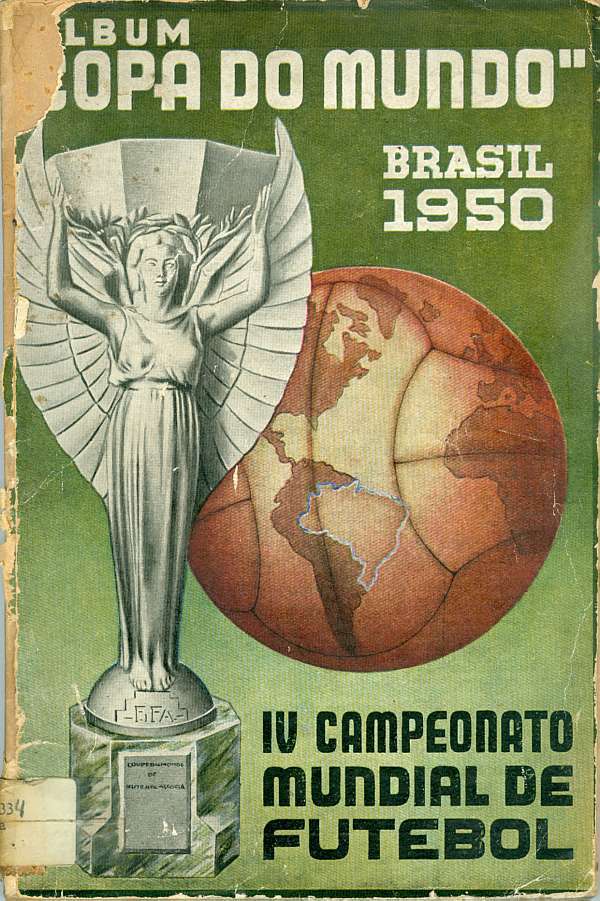 LBUM
COPA DO MUNDO"
BRASIL
1950
FIFA
IV CAMPEONATO
MUNDIAL DE
FUTEBOL
334